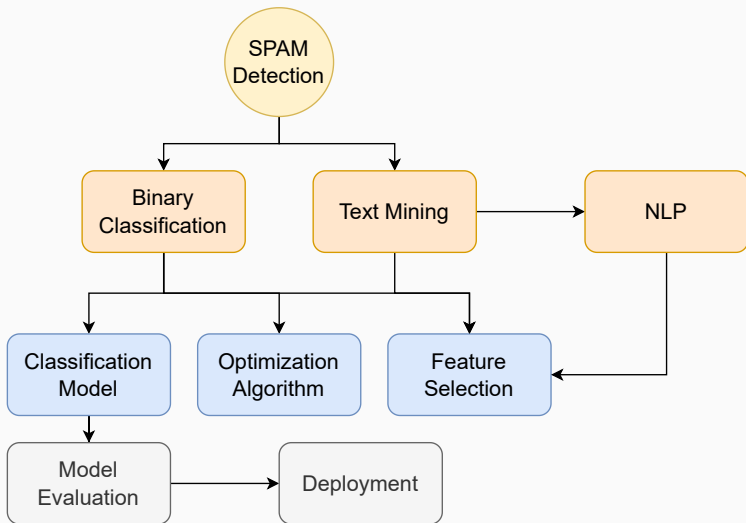 SPAM
Detection
Binary
Classification
Text Mining
NLP
Classification
Model
Optimization
Algorithm
Feature
Selection
Model
Evaluation
Deployment